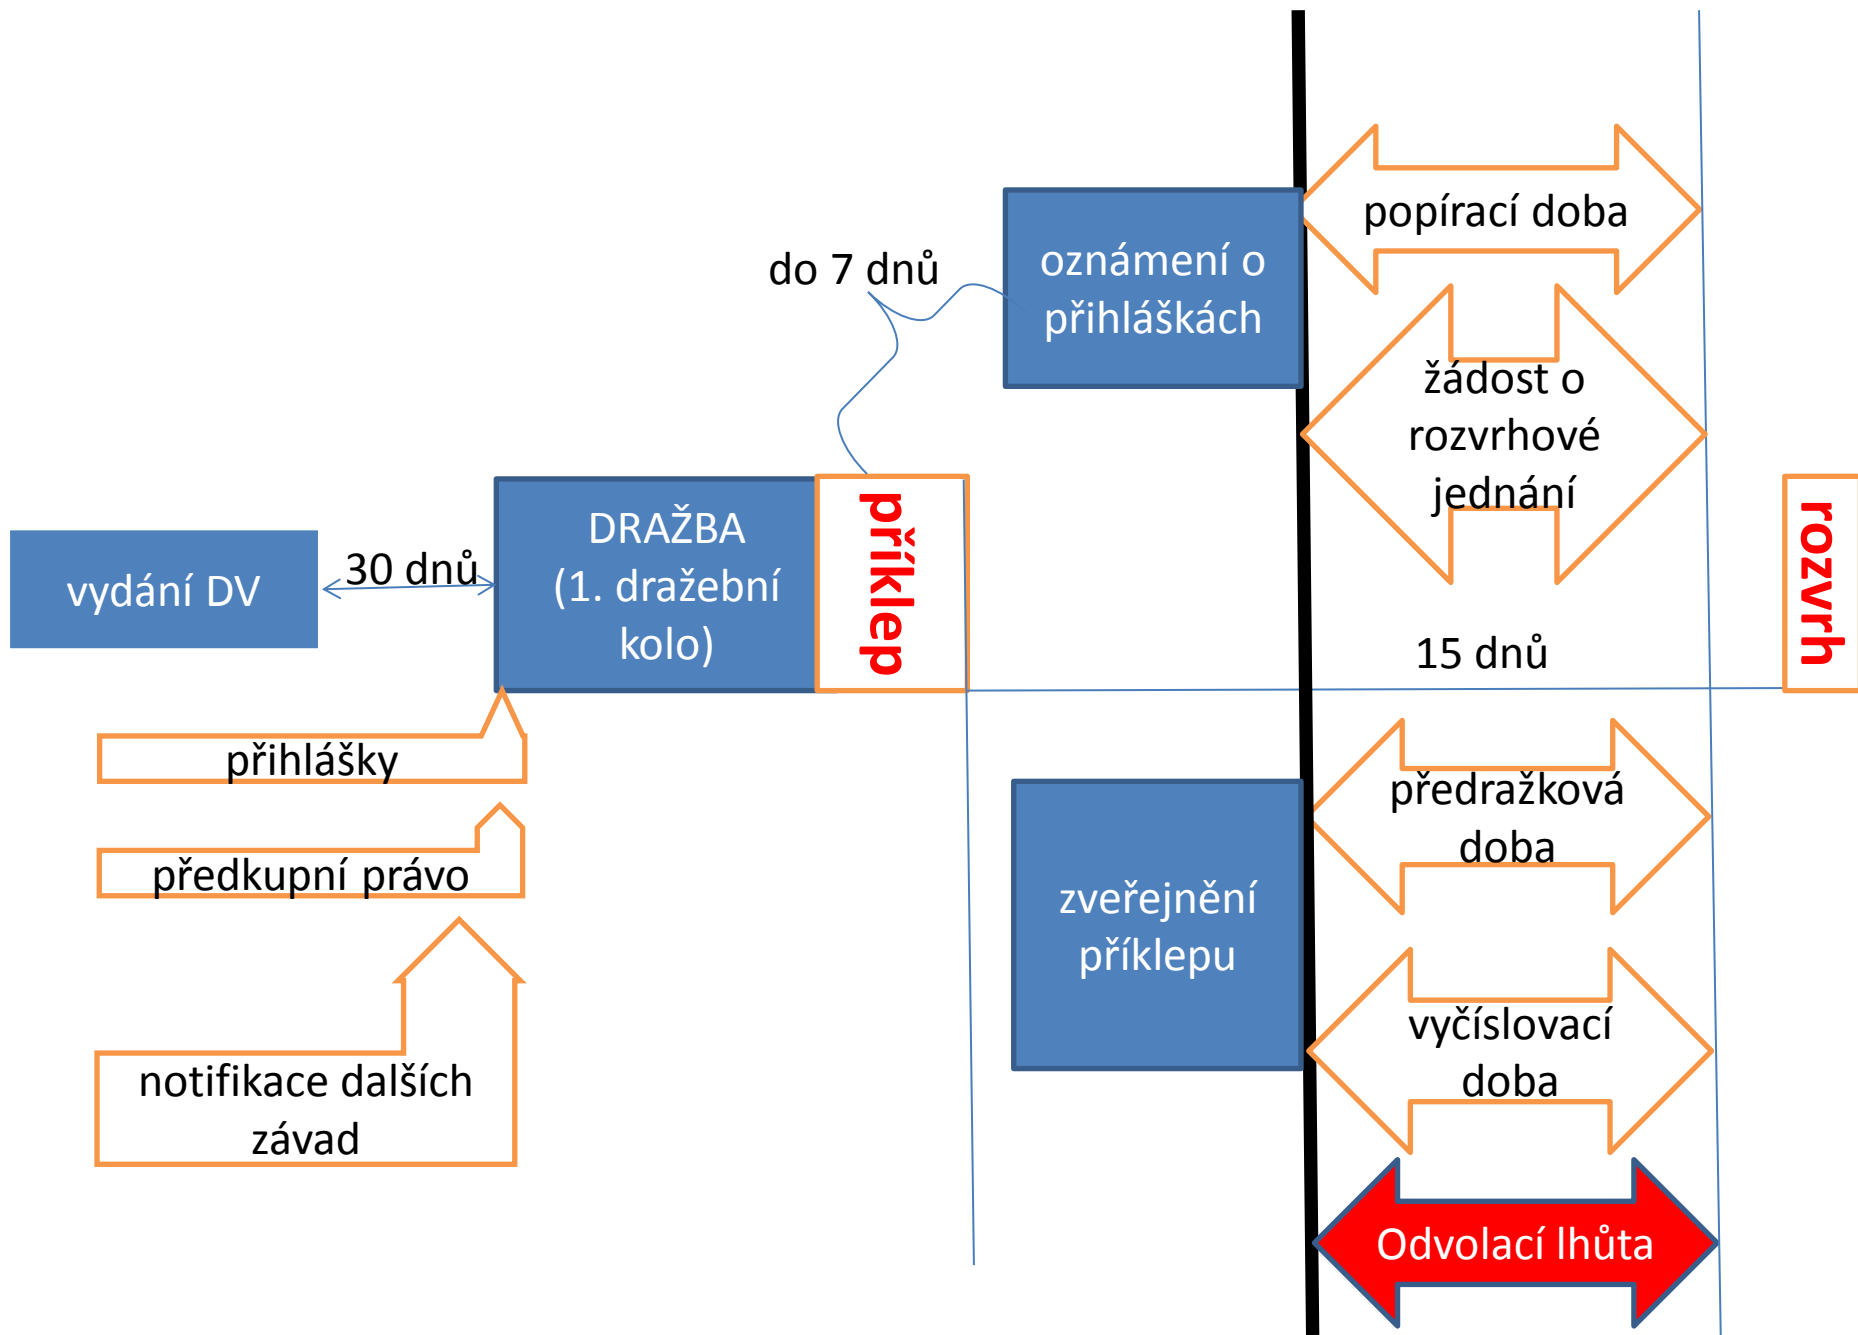 vydání DV
30 dnů
DRAŽBA
(1. dražební
kolo)
příklep
do 7 dnů
oznámení o
přihláškách
popírací doba
žádost o
rozvrhové
jednání
15 dnů
rozvrh
přihlášky
předkupní právo
notifikace dalších
závad
zveřejnění
příklepu
předražková
doba
vyčíslovací
doba
Odvolací lhůta